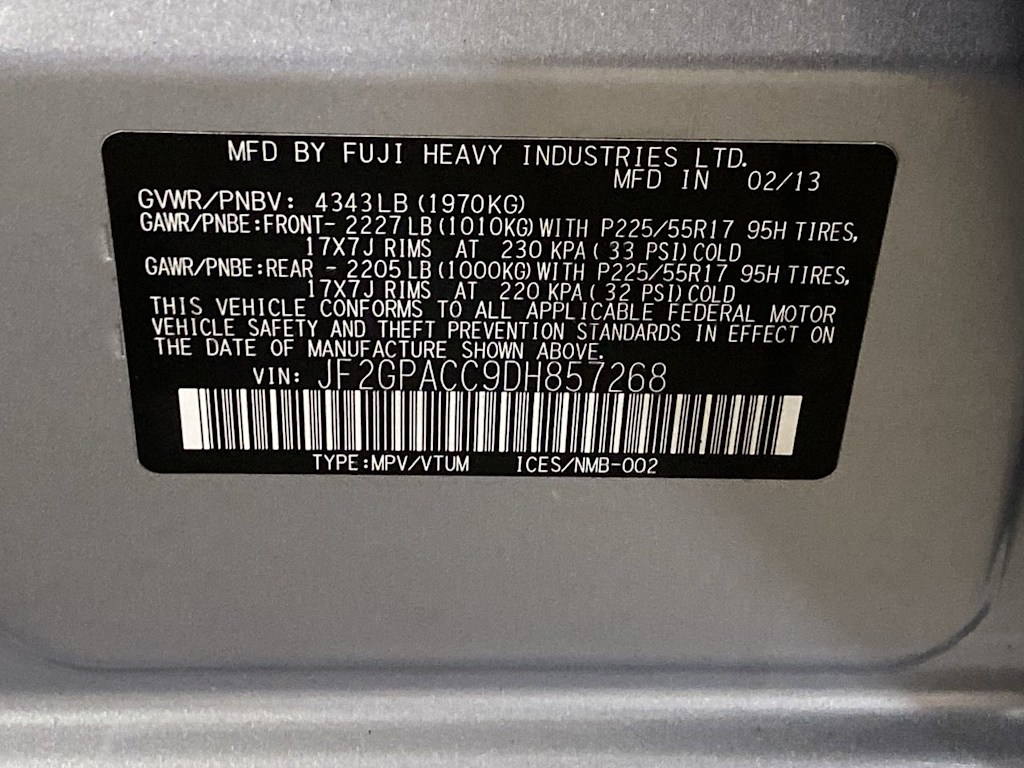 MFD BY FUJI HEAVY INDUSTRIES LTD.
MFD IN 02/13
GVWR/PNBV: 4343LB (1970KG)
GAWR/PNBE:FRONT- 2227LB (1010KG) WITH P225/55R17 95H TIRES,
17X7J RIMS AT 230 KPA ( 33 PSI) COLD
GAWR/PNBE:REAR - 2205LB (1000KG) WITH P225/55R17 95H TIRES,
17X7J RIMS AT 220 KPA ( 32 PSI) COLD
THIS VEHICLE CONFORMS TO ALL APPLICABLE FEDERAL MOTOR
VEHICLE SAFETY AND THEFT PREVENTION STANDARDS IN EFFECT ON
THE DATE OF MANUFACTURE SHOWN ABOVE.
VIN: JF2GPACC9DH857268
TYPE:MPV/VTUM ICES/NMB-002